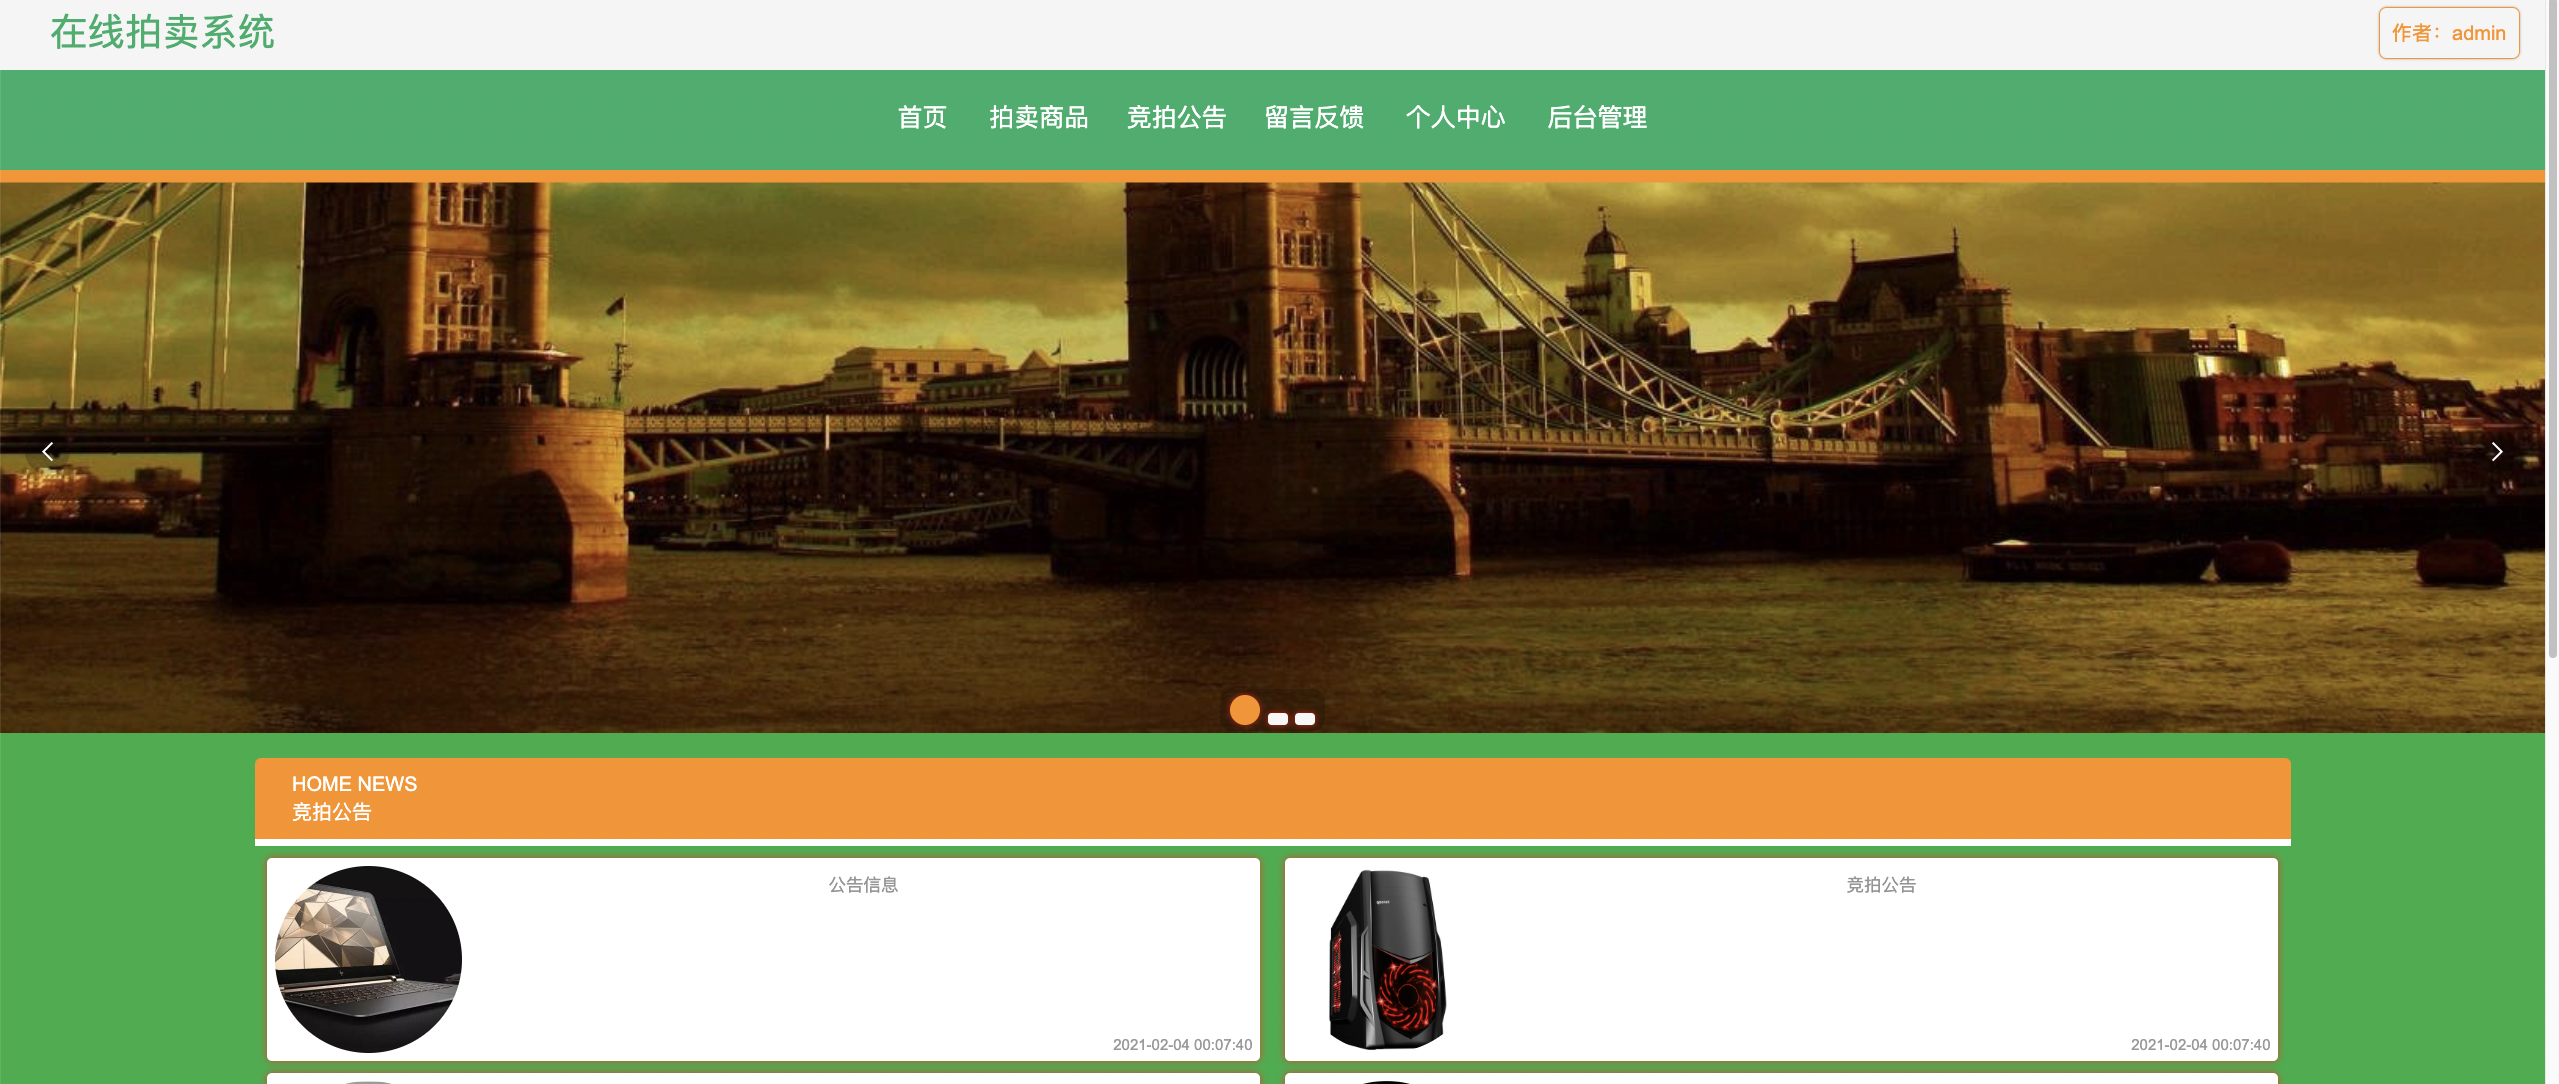 在线拍卖系统
作者：admin
首页 拍卖商品 竞拍公告 留言反馈 个人中心 后台管理
HOME NEWS
竞拍公告
公告信息
2021-02-04 00:07:40
竞拍公告
2021-02-04 00:07:40